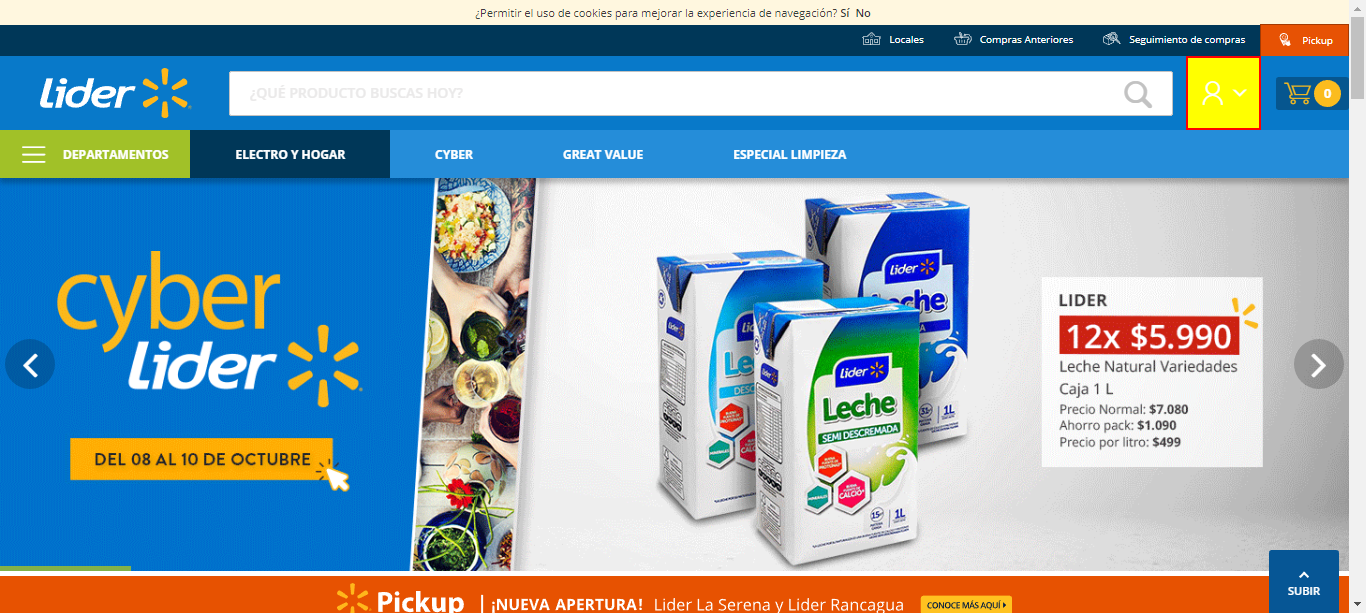 ¿Permitir el uso de cookies para mejorar la experiencia de navegación? Sí No
Locales Compras Anteriores Seguimiento de compras Pickup
Lider ¿QUÉ PRODUCTO BUSCAS HOY? 0
DEPARTAMENTOS ELECTRO Y HOGAR CYBER GREAT VALUE ESPECIAL LIMPIEZA
cyber
lider
DEL 08 AL 10 DE OCTUBRE
lider
Leche
lider
Leche
SEMI DESCREMADA
1L
1L
LIDER
12x $5.990
Leche Natural Variedades
Caja 1 L
Precio Normal: $7.080
Ahorro pack: $1.090
Precio por litro: $499
Pickup | ¡NUEVA APERTURA! Lider La Serena y Lider Rancagua CONOCE MÁS AQUÍ
SUBIR